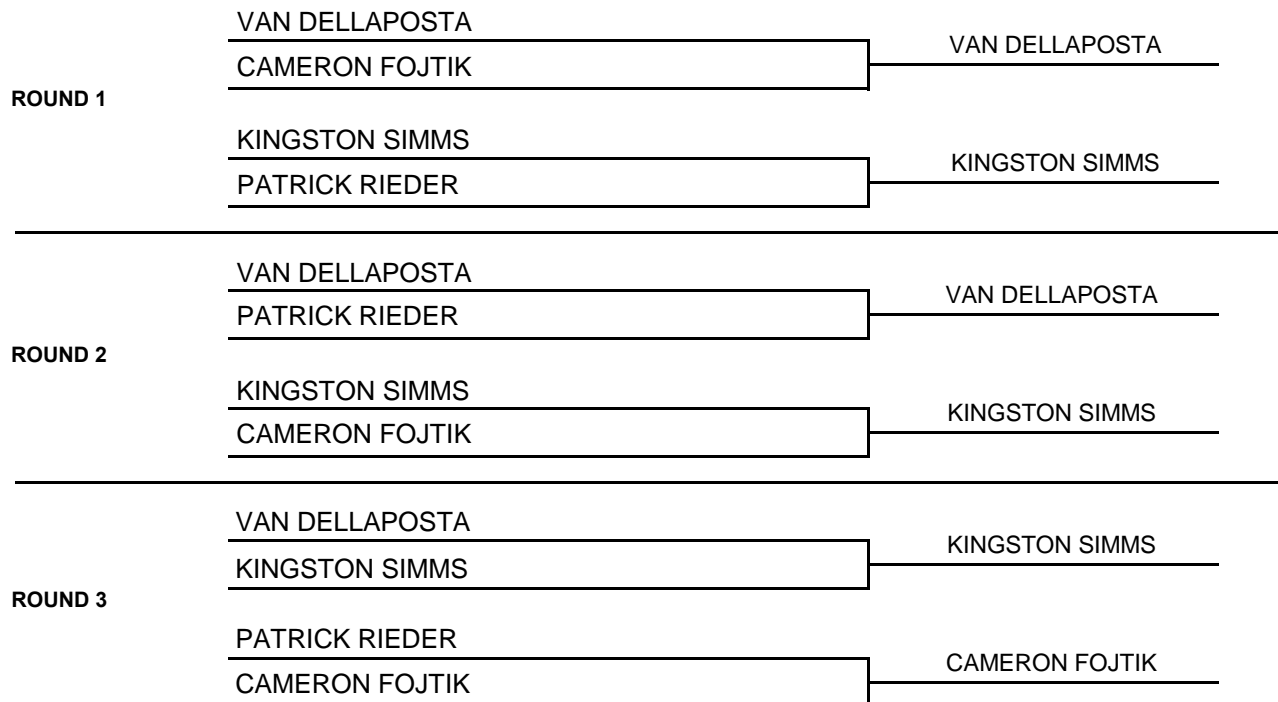 VAN DELLAPOSTA
VAN DELLAPOSTA
CAMERON FOJTIK
ROUND 1
KINGSTON SIMMS
KINGSTON SIMMS
PATRICK RIEDER
VAN DELLAPOSTA
VAN DELLAPOSTA
PATRICK RIEDER
ROUND 2
KINGSTON SIMMS
KINGSTON SIMMS
CAMERON FOJTIK
VAN DELLAPOSTA
KINGSTON SIMMS
KINGSTON SIMMS
ROUND 3
PATRICK RIEDER
CAMERON FOJTIK
CAMERON FOJTIK